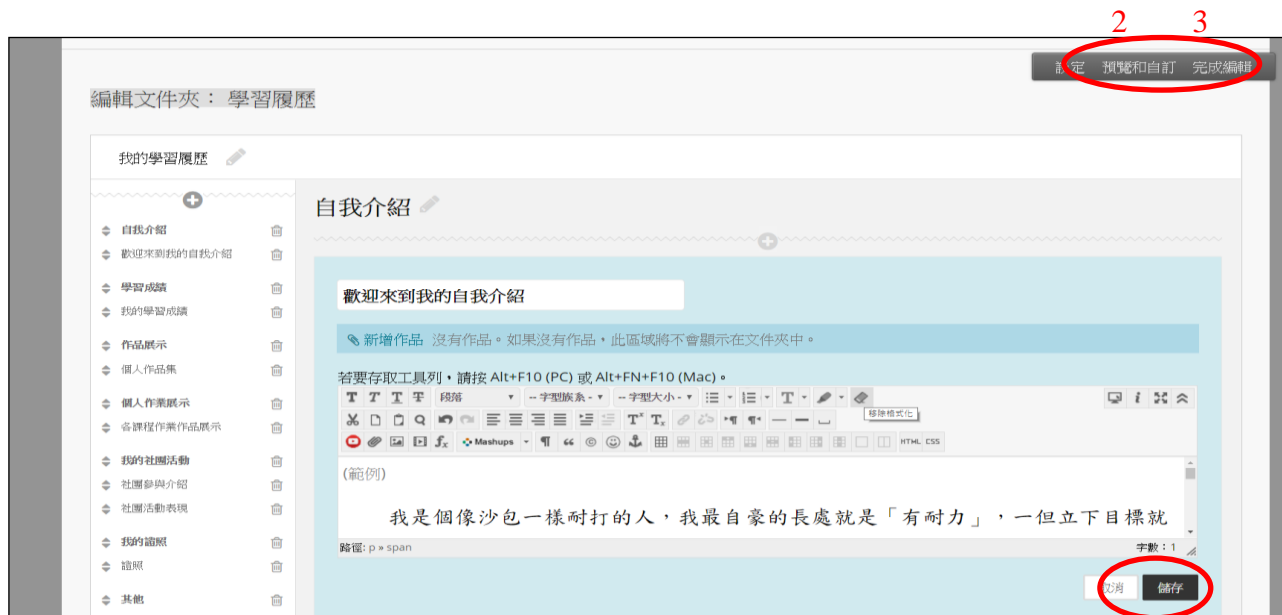 2 3
設定 預覽和自訂 完成編輯
編輯文件夾： 學習履歷
我的學習履歷
自我介紹
歡迎來到我的自我介紹
學習成績
我的學習成績
作品展示
個人作品集
個人作業展示
各課程作業作品展示
我的社團活動
社團參與介紹
社團活動表現
我的證照
證照
其他
自我介紹
歡迎來到我的自我介紹
新增作品 沒有作品。如果沒有作品，此區域將不會顯示在文件夾中。
若要存取工具列，請按 Alt+F10 (PC) 或 Alt+FN+F10 (Mac)。
T T T T 段落 -- 字型族系 - -- 字型大小 - T
移除格式化
Mashups HTML CSS
(範例)
我是個像沙包一樣耐打的人，我最自豪的長處就是「有耐力」，一但立下目標就
路徑: p » span 字數：1
取消 儲存